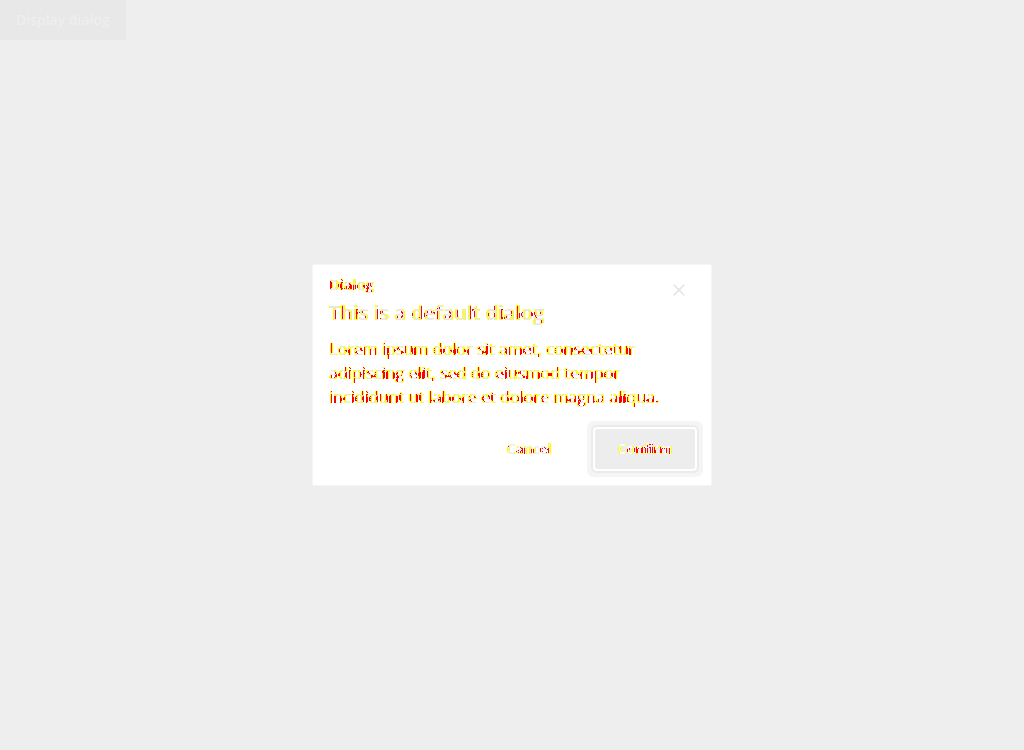 Display dialog
Dialog
This is a default dialog
Lorem ipsum dolor sit amet, consectetur
adipiscing elit, sed do eiusmod tempor
incididunt ut labore et dolore magna aliqua.
Cancel
Confirm